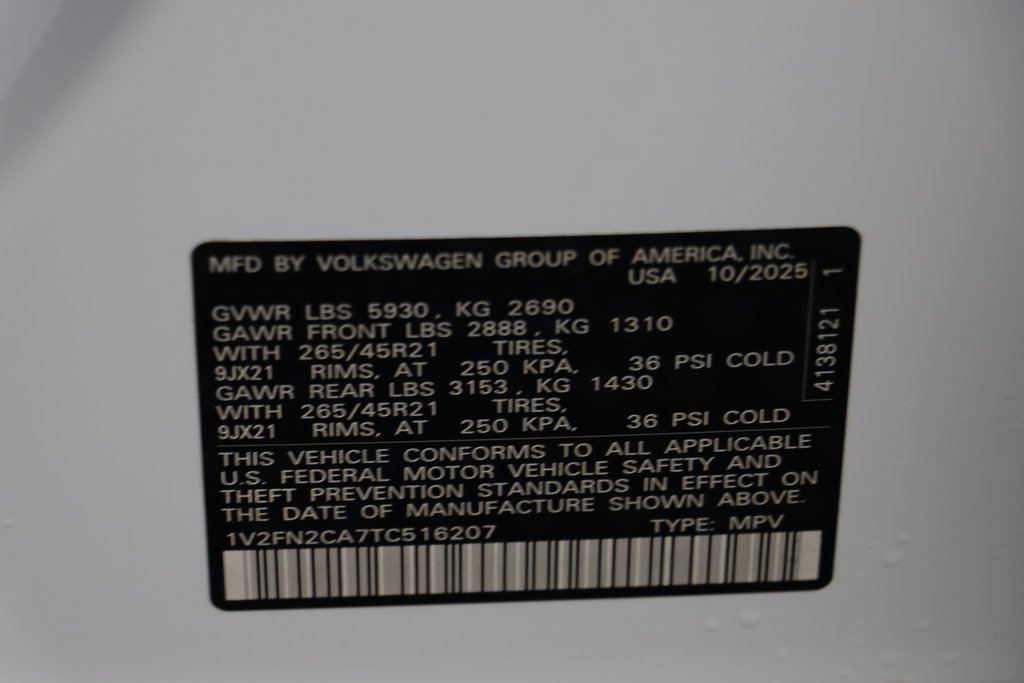 MFD BY VOLKSWAGEN GROUP OF AMERICA, INC.
USA 10/2025
GVWR LBS 5930, KG 2690
GAWR FRONT LBS 2888, KG 1310
WITH 265/45R21 TIRES,
9JX21 RIMS, AT 250 KPA, 36 PSI COLD
GAWR REAR LBS 3153, KG 1430
WITH 265/45R21 TIRES,
9JX21 RIMS, AT 250 KPA, 36 PSI COLD
4138121 1
THIS VEHICLE CONFORMS TO ALL APPLICABLE
U.S. FEDERAL MOTOR VEHICLE SAFETY AND
THEFT PREVENTION STANDARDS IN EFFECT ON
THE DATE OF MANUFACTURE SHOWN ABOVE.
1V2FN2CA7TC516207 TYPE: MPV